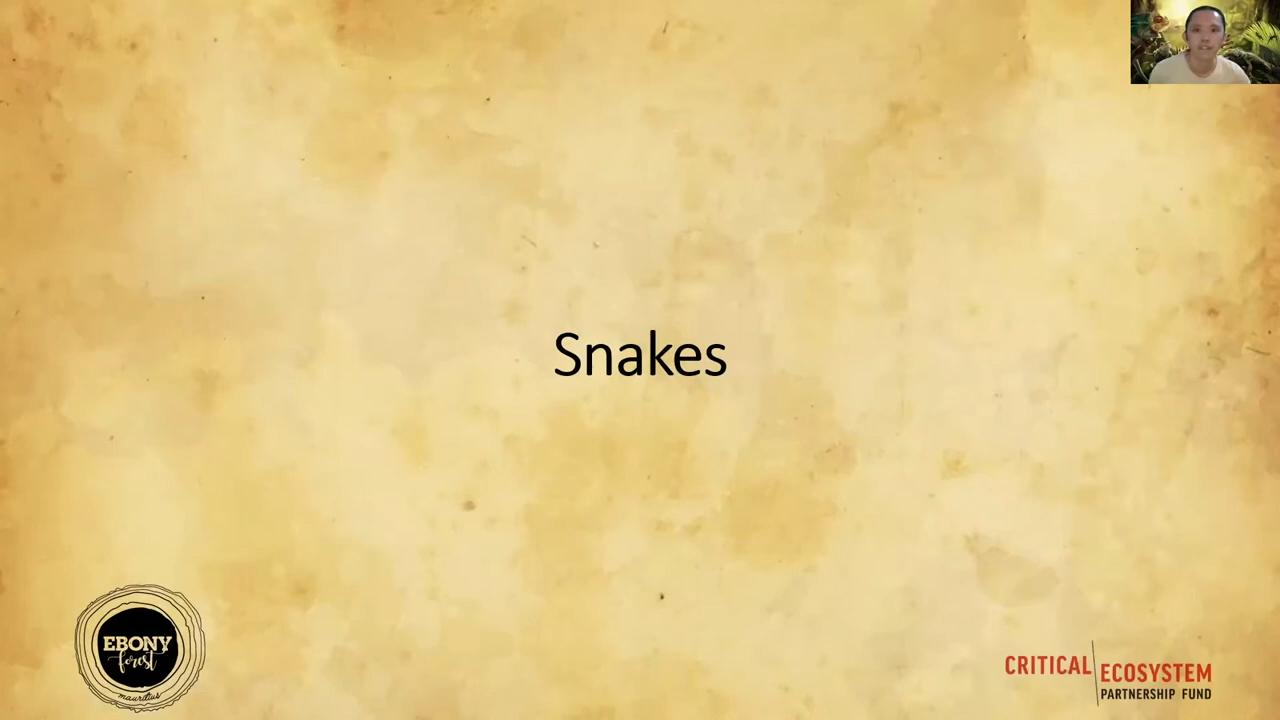 Snakes
EBONY
forest
mauritius
CRITICAL
ECOSYSTEM
PARTNERSHIP FUND